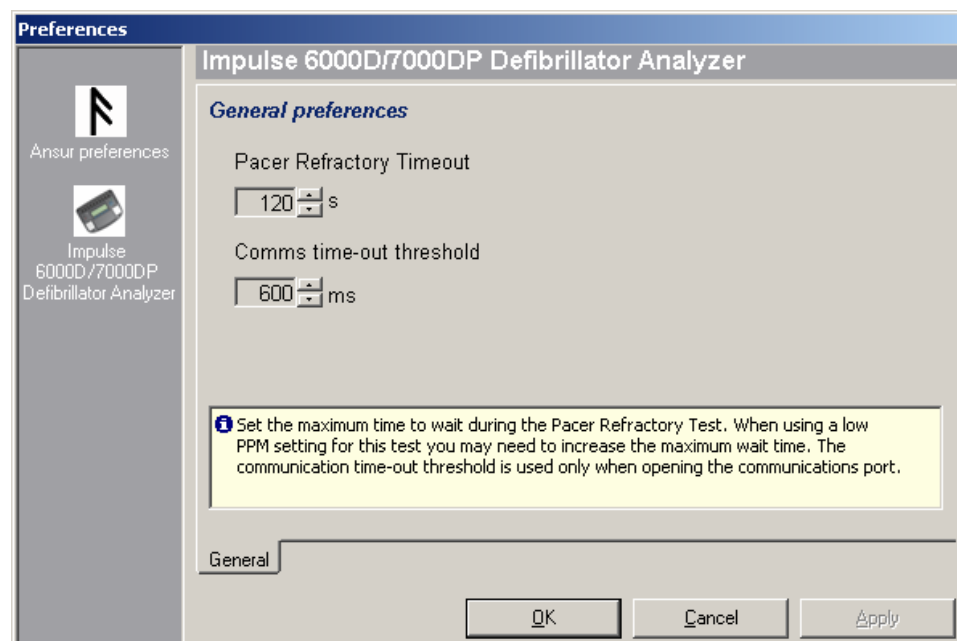 Preferences
Ansur preferences
Impulse
6000D/7000DP
Defibrillator Analyzer
Impulse 6000D/7000DP Defibrillator Analyzer
General preferences
Pacer Refractory Timeout
120 s
Comms time-out threshold
600 ms
Set the maximum time to wait during the Pacer Refractory Test. When using a low
PPM setting for this test you may need to increase the maximum wait time. The
communication time-out threshold is used only when opening the communications port.
General
OK Cancel Apply